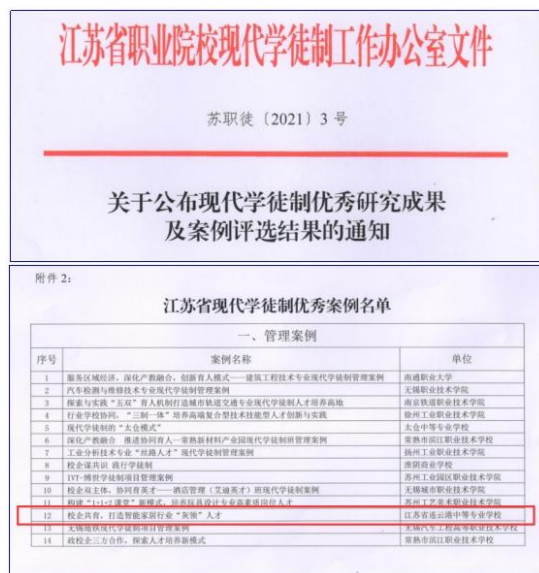 江苏省职业院校现代学徒制工作办公室文件
苏职徒〔2021〕3 号
关于公布现代学徒制优秀研究成果
及案例评选结果的通知
附件 2：
江苏省现代学徒制优秀案例名单
一、管理案例
序号 案例名称 单位
1 服务区域经济，深化产教融合，创新育人模式——建筑工程技术专业现代学徒制管理案例 南通职业大学
2 汽车检测与维修技术专业现代学徒制管理案例 无锡职业技术学院
3 探索与实践“五双”育人机制打造城市轨道交通专业现代学徒制人才培养高地 南京铁道职业技术学院
4 行业学校协同，“三制一体”培养高端复合型技术技能型人才创新与实践 徐州工业职业技术学院
5 现代学徒制的“太仓模式” 太仓中等专业学校
6 深化产教融合 推进协同育人—常熟新材料产业园现代学徒制班管理案例 常熟市滨江职业技术学校
7 工业分析技术专业“丝路人才”现代学徒制管理案例 扬州工业职业技术学院
8 校企谋共识 践行学徒制 淮阴商业学校
9 IVT-博世学徒制项目管理案例 苏州工业园区职业技术学院
10 校企双主体，协同育英才——酒店管理（艾迪英才）班现代学徒制案例 无锡城市职业技术学院
11 构建“1+1+2课堂”新模式，培养玩具设计专业高素质岗位人才 苏州工艺美术职业技术学院
12 校企共育，打造智能家居行业“灰领”人才 江苏省连云港中等专业学校
13 无锡地铁现代学徒制项目管理案例 无锡汽车工程高等职业技术学校
14 政校企三方合作，探索人才培养新模式 常熟市滨江职业技术学校